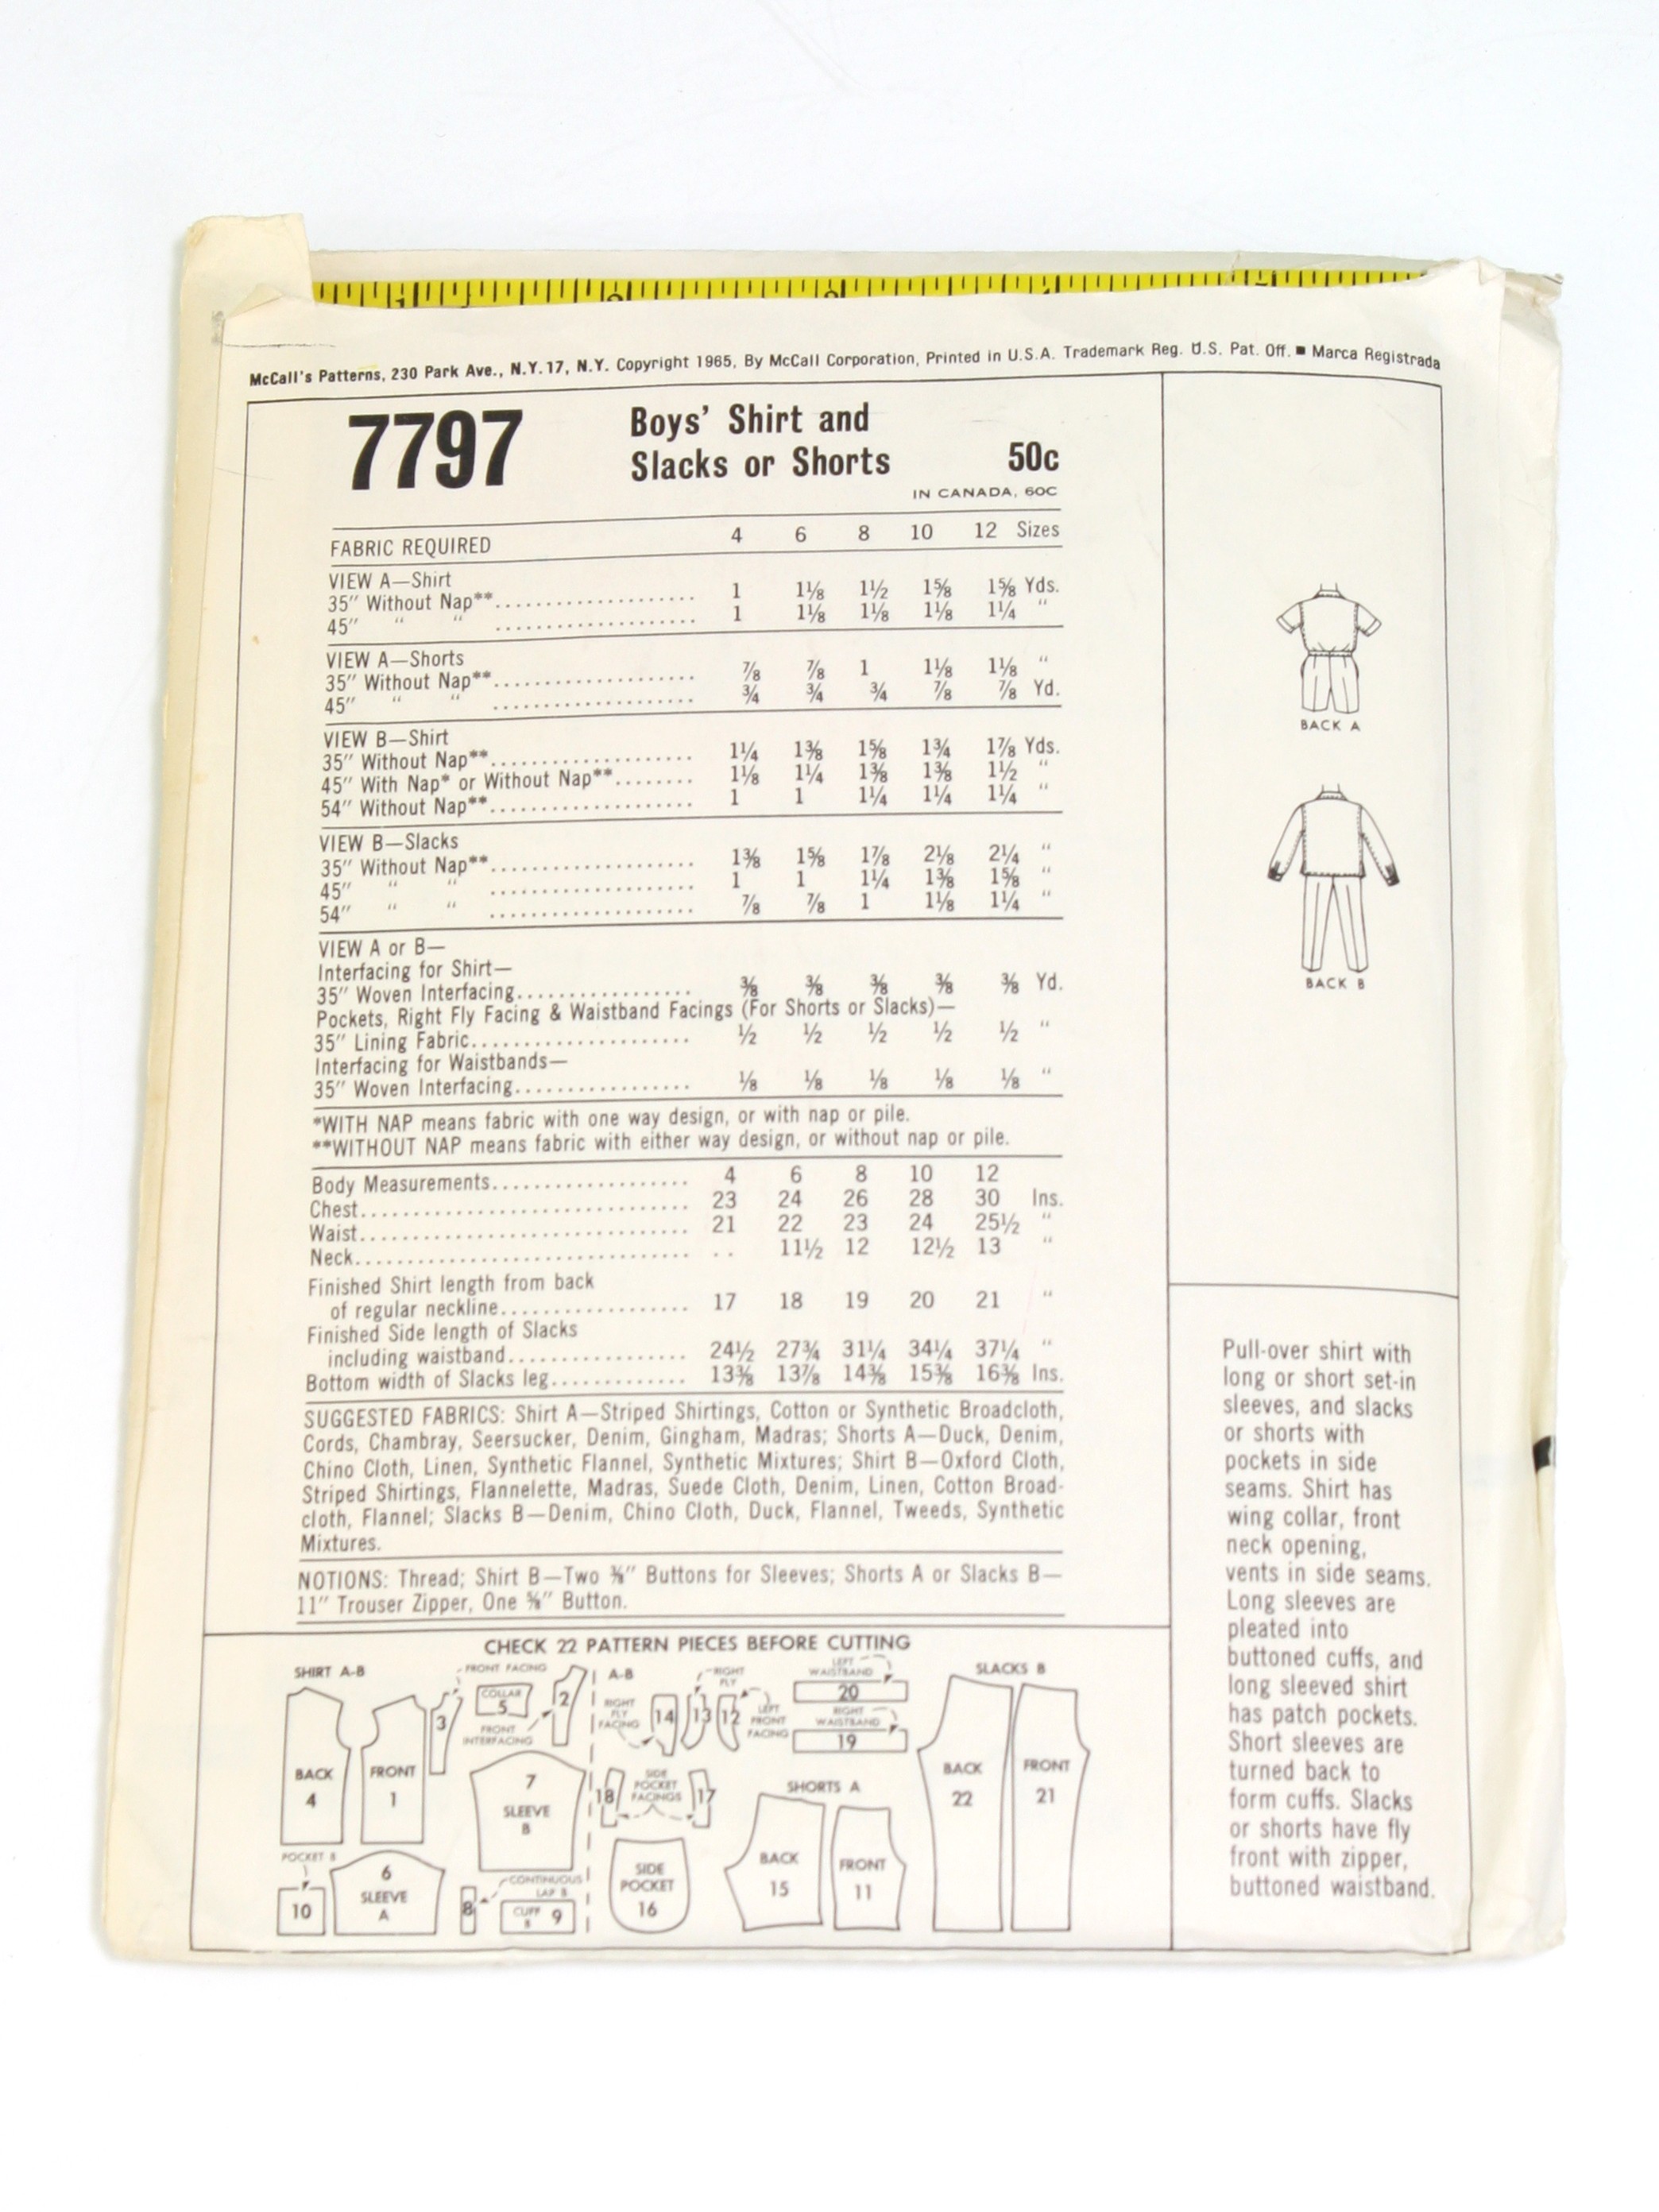 McCall's Patterns, 230 Park Ave., N.Y. 17, N.Y. Copyright 1965, By McCall Corporation, Printed in U.S.A. Trademark Reg. U.S. Pat. Off. ■ Marca Registrada
7797
Boys' Shirt and
Slacks or Shorts
50c
IN CANADA, 60C
FABRIC REQUIRED 4 6 8 10 12 Sizes
VIEW A—Shirt
35" Without Nap** 1 1⅛ 1½ 1⅝ 1⅝ Yds.
45" " " 1 1⅛ 1⅛ 1⅛ 1¼ "
VIEW A—Shorts
35" Without Nap** ⅞ ⅞ 1 1⅛ 1⅛ "
45" " " ¾ ¾ ¾ ⅞ ⅞ Yd.
VIEW B—Shirt
35" Without Nap** 1¼ 1⅜ 1⅝ 1¾ 1⅞ Yds.
45" With Nap* or Without Nap** 1⅛ 1¼ 1⅜ 1⅜ 1½ "
54" Without Nap** 1 1 1¼ 1¼ 1¼ "
VIEW B—Slacks
35" Without Nap** 1⅜ 1⅝ 1⅞ 2⅛ 2¼ "
45" " " 1 1 1¼ 1⅜ 1⅝ "
54" " " ⅞ ⅞ 1 1⅛ 1¼ "
VIEW A or B—
Interfacing for Shirt—
35" Woven Interfacing ⅜ ⅜ ⅜ ⅜ ⅜ Yd.
Pockets, Right Fly Facing & Waistband Facings (For Shorts or Slacks)—
35" Lining Fabric ½ ½ ½ ½ ½ "
Interfacing for Waistbands—
35" Woven Interfacing ⅛ ⅛ ⅛ ⅛ ⅛ "
*WITH NAP means fabric with one way design, or with nap or pile.
**WITHOUT NAP means fabric with either way design, or without nap or pile.
Body Measurements 4 6 8 10 12
Chest 23 24 26 28 30 Ins.
Waist 21 22 23 24 25½ "
Neck .. 11½ 12 12½ 13 "
Finished Shirt length from back
of regular neckline 17 18 19 20 21 "
Finished Side length of Slacks
including waistband 24½ 27¾ 31¼ 34¼ 37¼ "
Bottom width of Slacks leg 13⅜ 13⅞ 14⅜ 15⅜ 16⅜ Ins.
SUGGESTED FABRICS: Shirt A—Striped Shirtings, Cotton or Synthetic Broadcloth,
Cords, Chambray, Seersucker, Denim, Gingham, Madras; Shorts A—Duck, Denim,
Chino Cloth, Linen, Synthetic Flannel, Synthetic Mixtures; Shirt B—Oxford Cloth,
Striped Shirtings, Flannelette, Madras, Suede Cloth, Denim, Linen, Cotton Broad-
cloth, Flannel; Slacks B—Denim, Chino Cloth, Duck, Flannel, Tweeds, Synthetic
Mixtures.
NOTIONS: Thread; Shirt B—Two ⅜" Buttons for Sleeves; Shorts A or Slacks B—
11" Trouser Zipper, One ⅝" Button.
CHECK 22 PATTERN PIECES BEFORE CUTTING
SHIRT A-B
BACK
4
FRONT
1
FRONT FACING
3
COLLAR
5
2
FRONT
INTERFACING
7
SLEEVE
B
POCKET B
10
6
SLEEVE
A
8
CONTINUOUS
LAP B
CUFF
B 9
A-B
RIGHT
FLY
FACING
14
13
RIGHT
FLY
12
LEFT
FRONT
FACING
LEFT
WAISTBAND
20
RIGHT
WAISTBAND
19
18
SIDE
POCKET
FACINGS
17
SIDE
POCKET
16
SHORTS A
BACK
15
FRONT
11
SLACKS B
BACK
22
FRONT
21
BACK A
BACK B
Pull-over shirt with
long or short set-in
sleeves, and slacks
or shorts with
pockets in side
seams. Shirt has
wing collar, front
neck opening,
vents in side seams.
Long sleeves are
pleated into
buttoned cuffs, and
long sleeved shirt
has patch pockets.
Short sleeves are
turned back to
form cuffs. Slacks
or shorts have fly
front with zipper,
buttoned waistband.